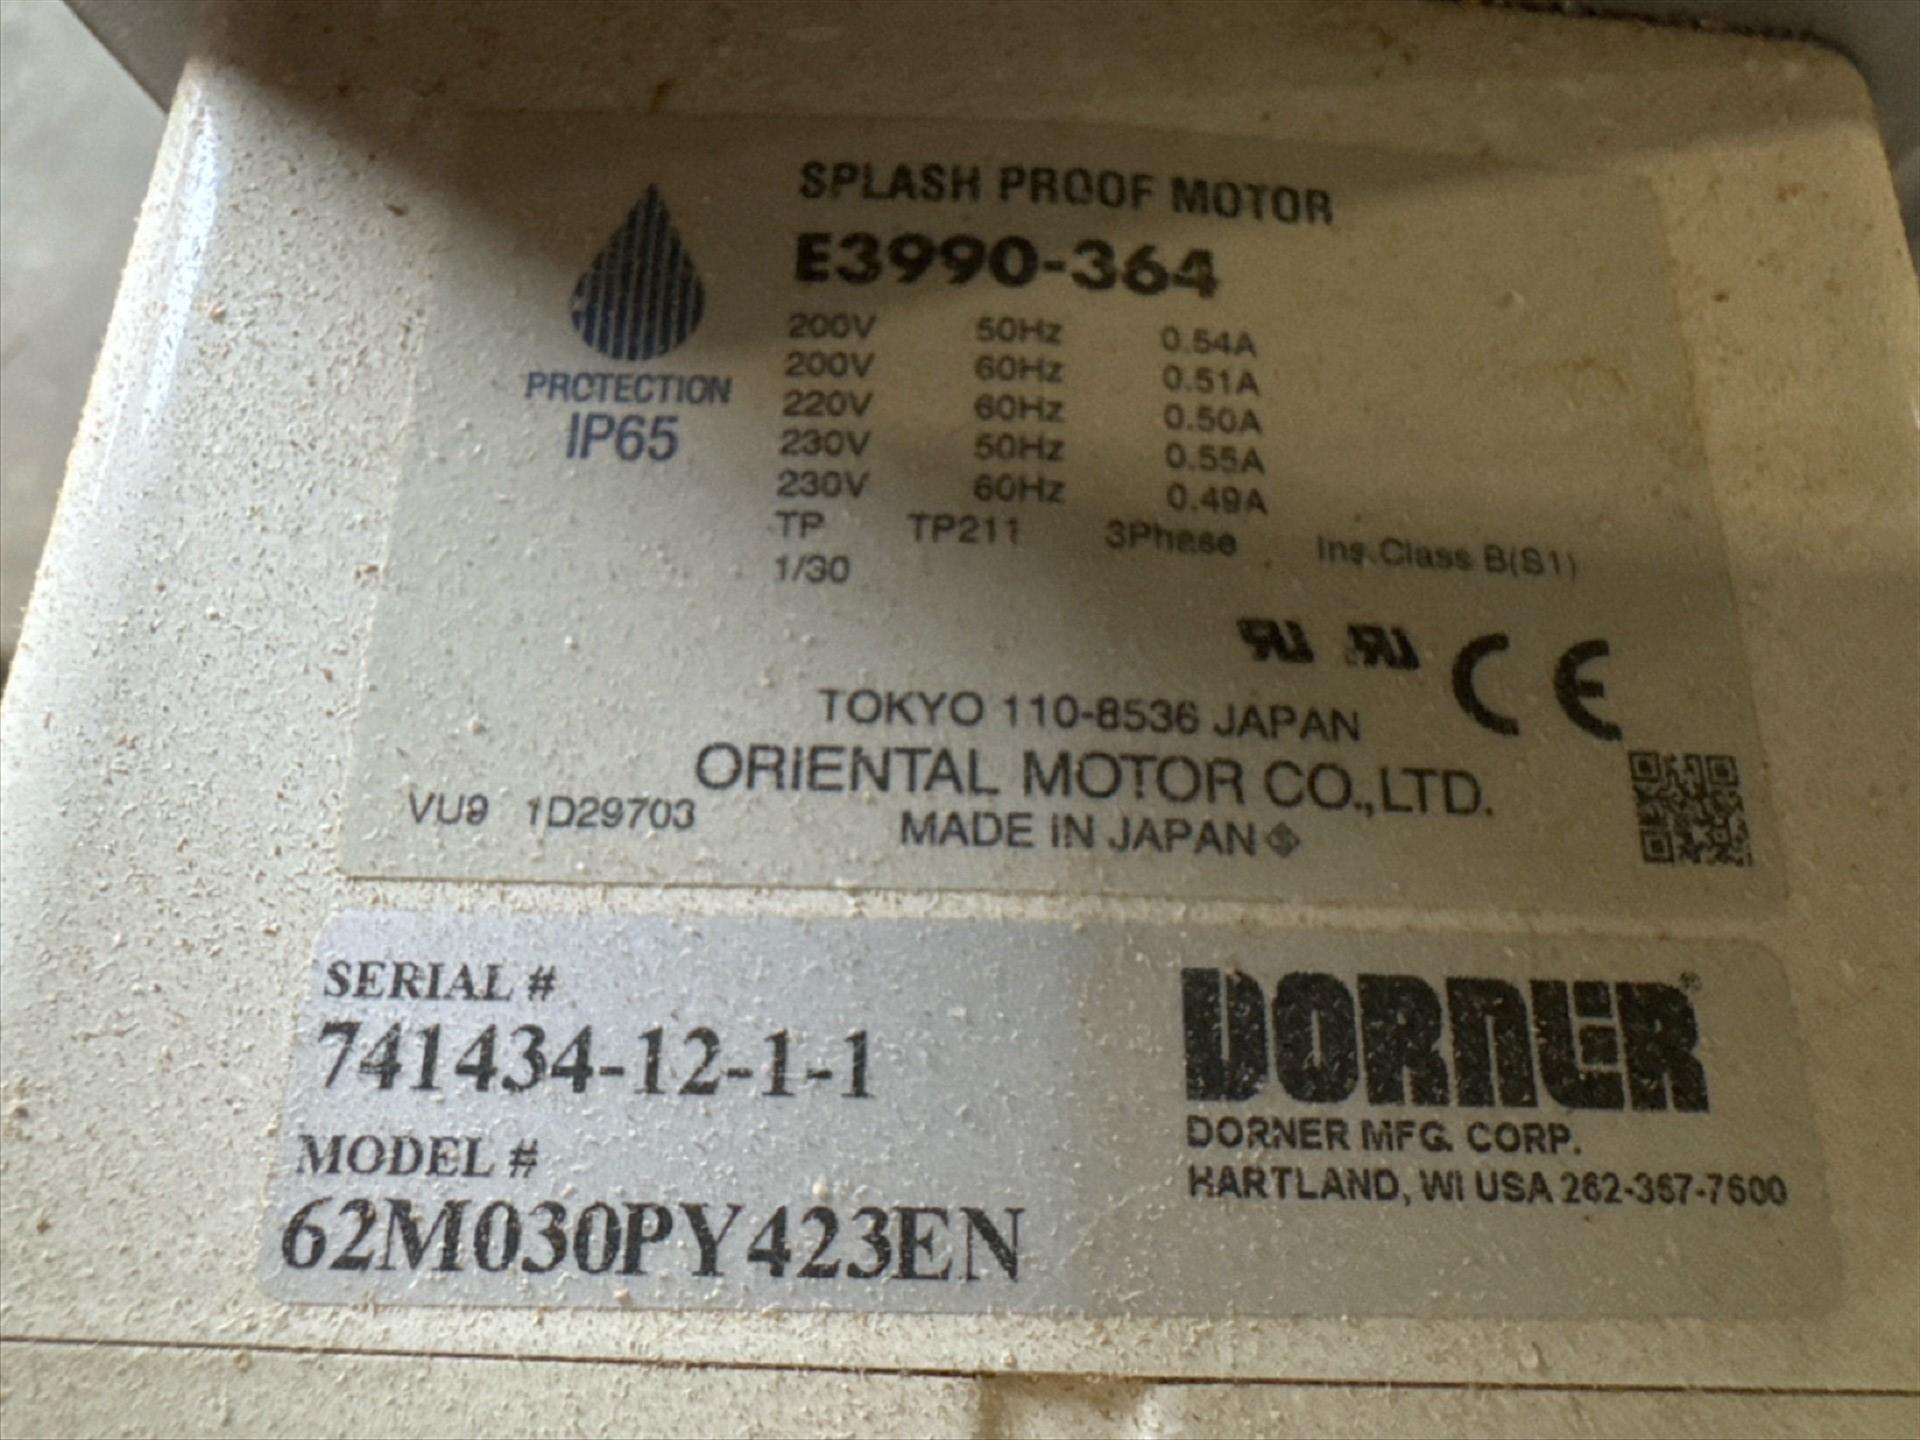 SPLASH PROOF MOTOR
E3990-364
PROTECTION
IP65
200V 50Hz 0.54A
200V 60Hz 0.51A
220V 60Hz 0.50A
230V 50Hz 0.55A
230V 60Hz 0.49A
TP TP211 3Phase Ins.Class B(S1)
1/30
CE
TOKYO 110-8536 JAPAN
ORIENTAL MOTOR CO.,LTD.
VU9 1D29703
MADE IN JAPAN
SERIAL #
741434-12-1-1
MODEL #
62M030PY423EN
DORNER®
DORNER MFG. CORP.
HARTLAND, WI USA 262-367-7600